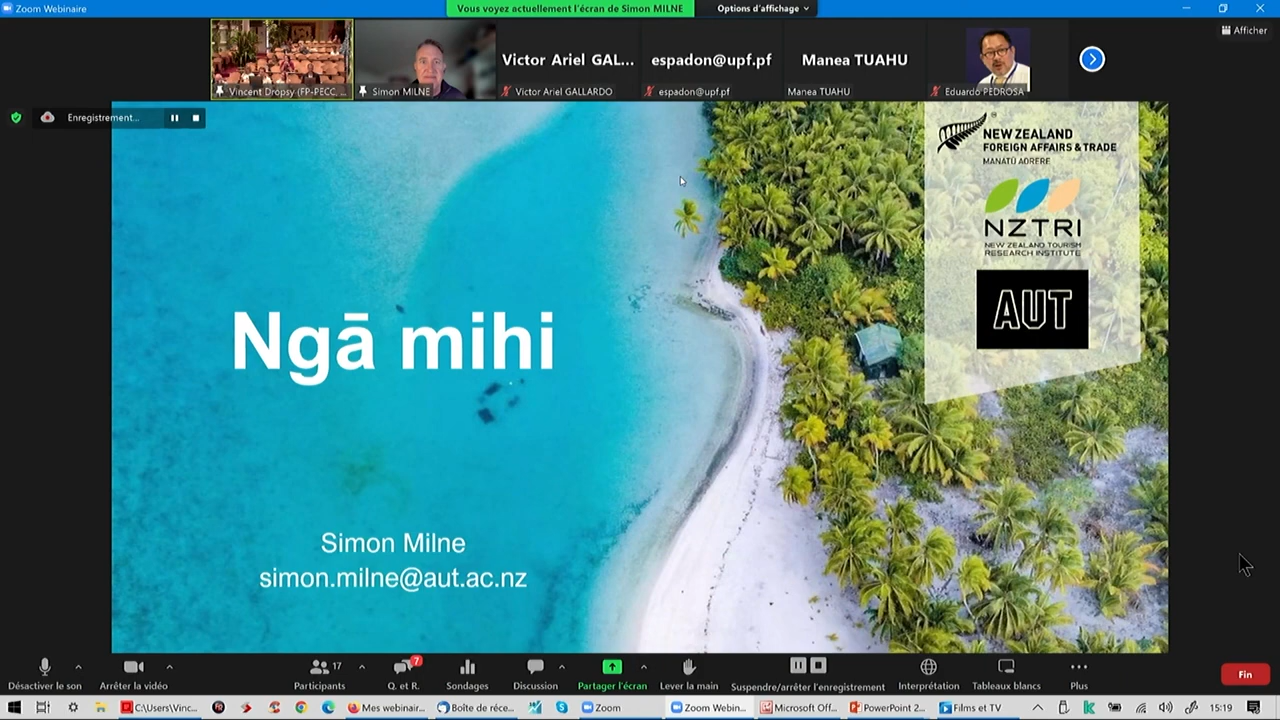 Zoom Webinaire
Vous voyez actuellement l'écran de Simon MILNE
Options d'affichage
Afficher
Victor Ariel GAL...
espadon@upf.pf
Manea TUAHU
Vincent Dropsy (FP-PECC, ...
Simon MILNE
Victor Ariel GALLARDO
espadon@upf.pf
Manea TUAHU
Eduardo PEDROSA
Enregistrement...
NEW ZEALAND
FOREIGN AFFAIRS & TRADE
MANATŪ AORERE
NZTRI
NEW ZEALAND TOURISM
RESEARCH INSTITUTE
AUT
Ngā mihi
Simon Milne
simon.milne@aut.ac.nz
17
7
Désactiver le son
Arrêter la vidéo
Participants
Q. et R.
Sondages
Discussion
Partager l'écran
Lever la main
Suspendre/arrêter l'enregistrement
Interprétation
Tableaux blancs
Plus
Fin
C:\Users\Vinc...
Mes webinar...
Boîte de réce...
Zoom
Zoom Webin...
Microsoft Off...
PowerPoint 2...
Films et TV
15:19